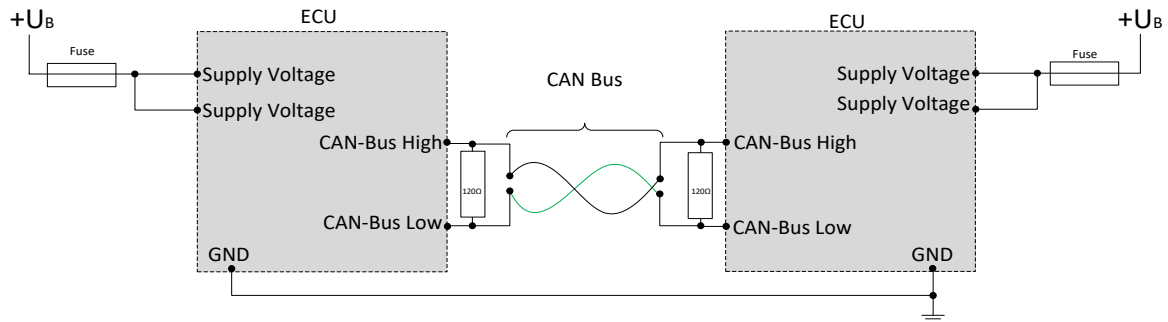 ECU
ECU
+UB
+UB
Fuse
Fuse
Supply Voltage
Supply Voltage
Supply Voltage
Supply Voltage
CAN Bus
CAN-Bus High
CAN-Bus High
120Ω
120Ω
CAN-Bus Low
CAN-Bus Low
GND
GND